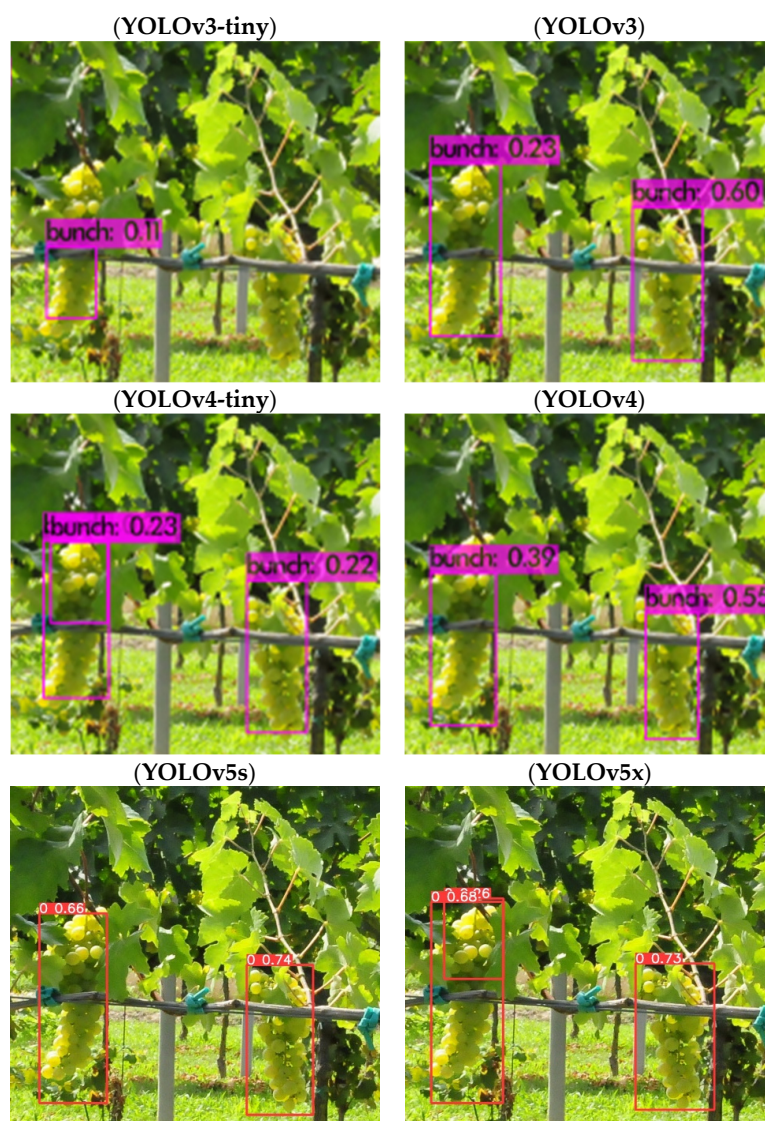 (YOLOv3-tiny)
(YOLOv3)
bunch: 0.11
bunch: 0.23
bunch: 0.60
(YOLOv4-tiny)
(YOLOv4)
bunch: 0.23
bunch: 0.22
bunch: 0.39
bunch: 0.55
(YOLOv5s)
(YOLOv5x)
0 0.66
0 0.74
0 0.68
0 0.73